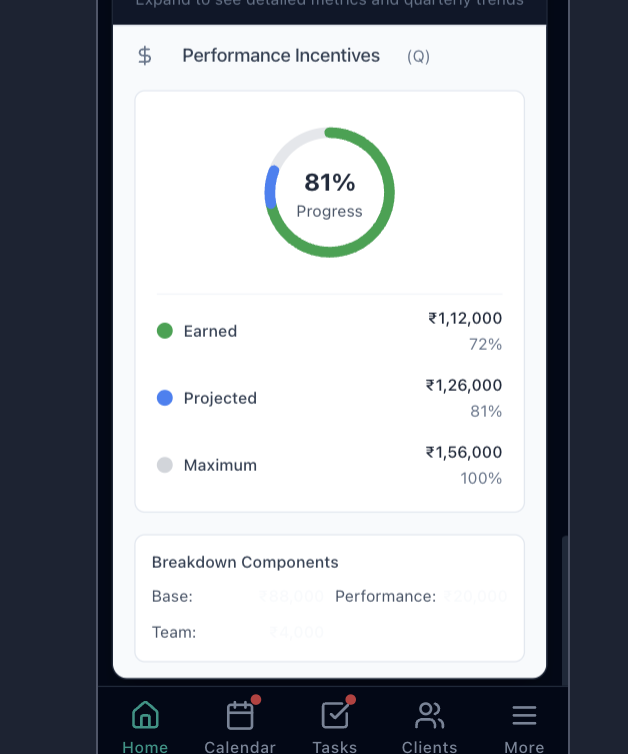 Expand to see detailed metrics and quarterly trends
$ Performance Incentives (Q)
81%
Progress
Earned ₹1,12,000
72%
Projected ₹1,26,000
81%
Maximum ₹1,56,000
100%
Breakdown Components
Base: ₹88,000 Performance: ₹20,000
Team: ₹4,000
Home Calendar Tasks Clients More